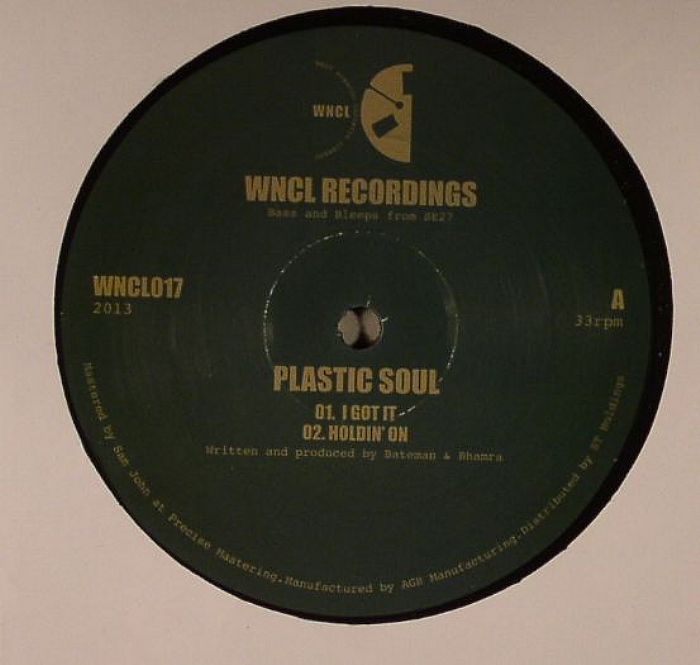 WNCL
WNCL RECORDINGS
Bass and Bleeps from SE27
WNCL017
2013
A
33rpm
PLASTIC SOUL
01. I GOT IT
02. HOLDIN' ON
Written and produced by Bateman & Bhamra
Mastered by Sam John at Precise Mastering.Manufactured by AGR Manufacturing.Distributed by ST Holdings